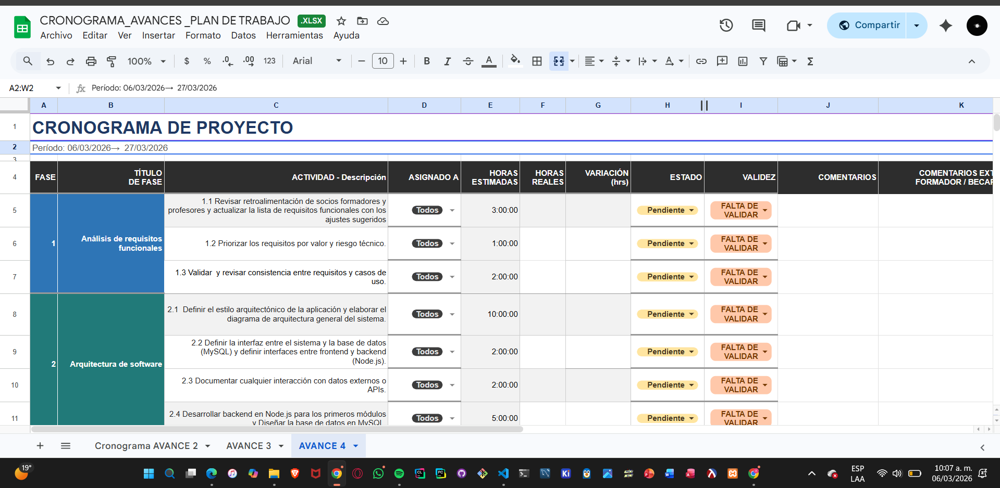 CRONOGRAMA_AVANCES _PLAN DE TRABAJO .XLSX
Archivo Editar Ver Insertar Formato Datos Herramientas Ayuda
Compartir
100% $ % .0 .00 123 Arial 10 B I A
A2:W2 fx Período: 06/03/2026→ 27/03/2026
A B C D E F G H I J K
1 CRONOGRAMA DE PROYECTO
2 Período: 06/03/2026→ 27/03/2026
3
4 FASE TÍTULO DE FASE ACTIVIDAD - Descripción ASIGNADO A HORAS ESTIMADAS HORAS REALES VARIACIÓN (hrs) ESTADO VALIDEZ COMENTARIOS COMENTARIOS EXT FORMADOR / BECAR
5 1.1 Revisar retroalimentación de socios formadores y
profesores y actualizar la lista de requisitos funcionales con los
ajustes sugeridos
Todos 3:00:00 Pendiente FALTA DE VALIDAR
1 Análisis de requisitos funcionales
6 1.2 Priorizar los requisitos por valor y riesgo técnico. Todos 1:00:00 Pendiente FALTA DE VALIDAR
7 1.3 Validar y revisar consistencia entre requisitos y casos de
uso.
Todos 2:00:00 Pendiente FALTA DE VALIDAR
8 2.1 Definir el estilo arquitectónico de la aplicación y elaborar el
diagrama de arquitectura general del sistema.
Todos 10:00:00 Pendiente FALTA DE VALIDAR
2 Arquitectura de software
9 2.2 Definir la interfaz entre el sistema y la base de datos
(MySQL) y definir interfaces entre frontend y backend
(Node.js).
Todos 2:00:00 Pendiente FALTA DE VALIDAR
10 2.3 Documentar cualquier interacción con datos externos o
APIs.
Todos 2:00:00 Pendiente FALTA DE VALIDAR
11 2.4 Desarrollar backend en Node.js para los primeros módulos
y Diseñar la base de datos en MySQL.
Todos 5:00:00 Pendiente FALTA DE VALIDAR
Cronograma AVANCE 2 AVANCE 3 AVANCE 4
19°
CL PC Ki
ESP
LAA
10:07 a. m.
06/03/2026